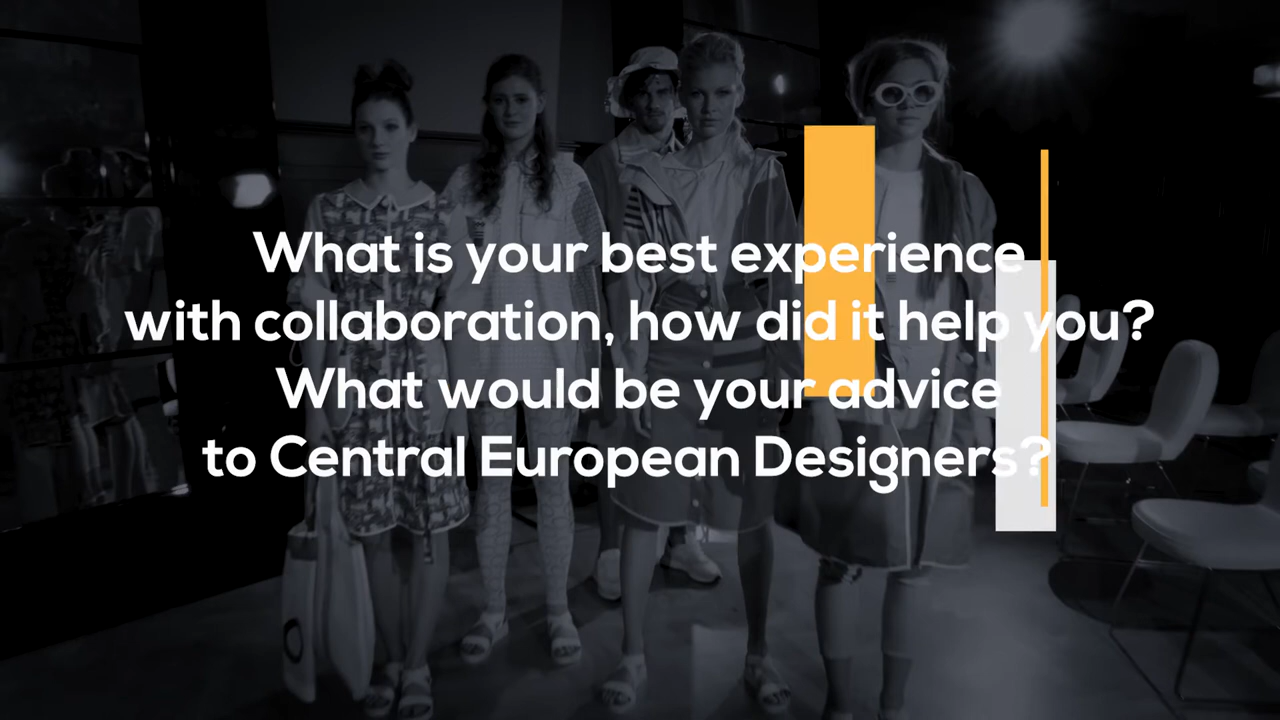 What is your best experience
with collaboration, how did it help you?
What would be your advice
to Central European Designers?